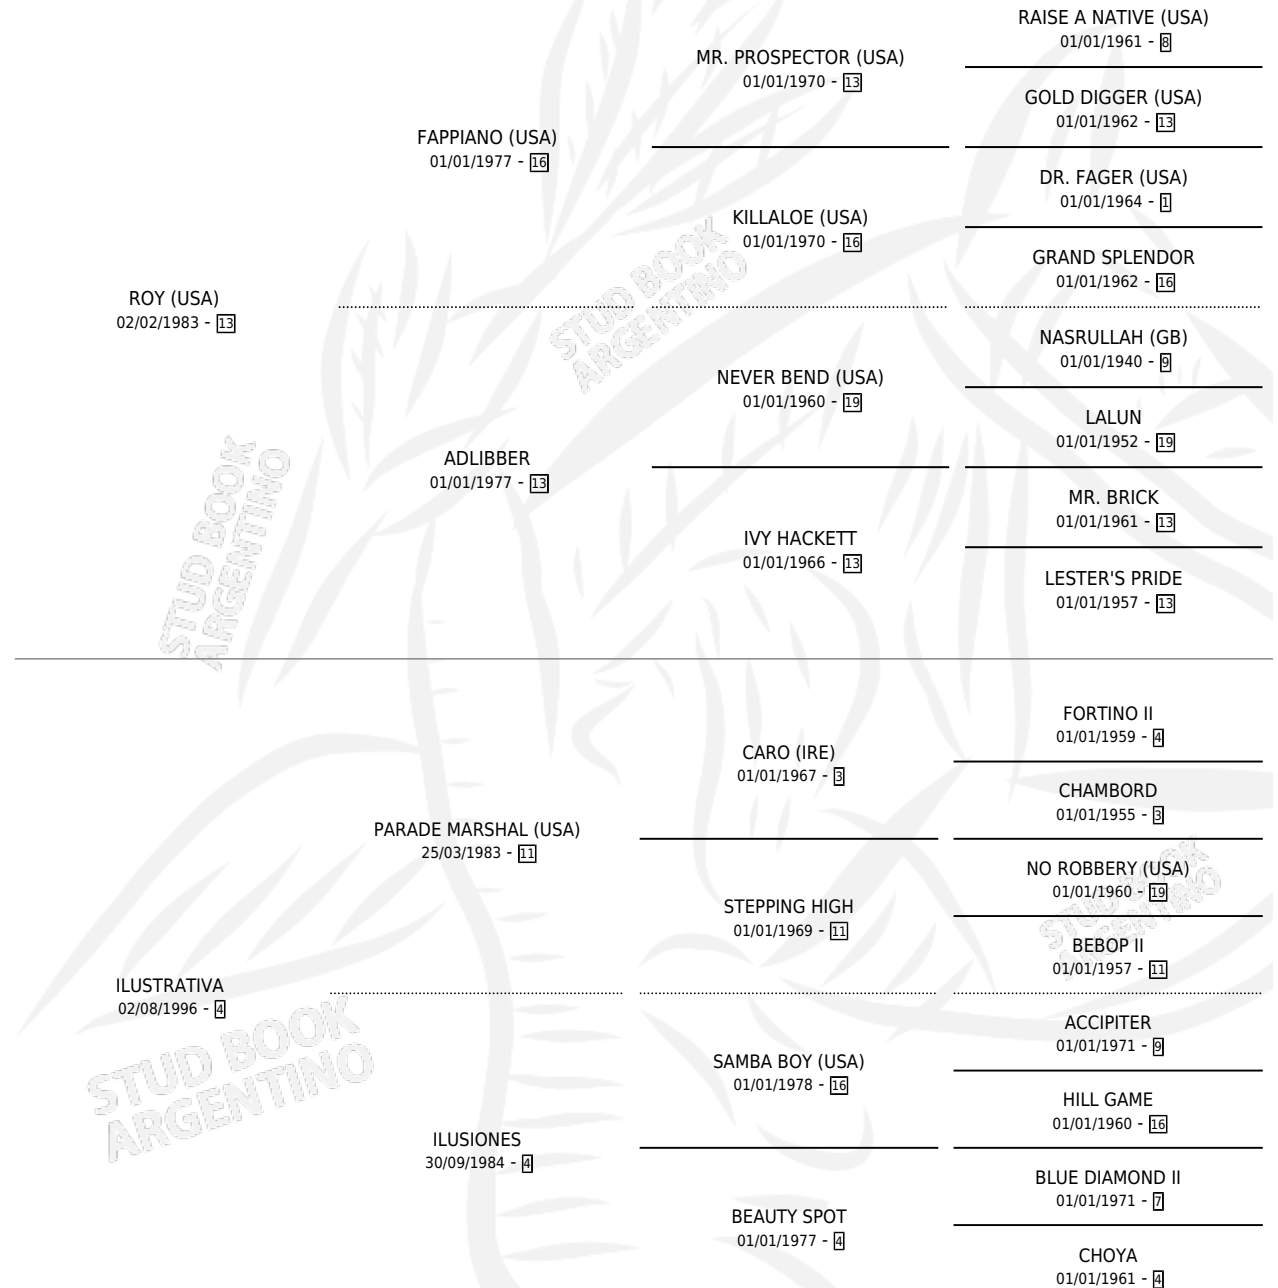 RAISE A NATIVE (USA)
01/01/1961 - 8
MR. PROSPECTOR (USA)
01/01/1970 - 13
GOLD DIGGER (USA)
01/01/1962 - 13
FAPPIANO (USA)
01/01/1977 - 16
DR. FAGER (USA)
01/01/1964 - 1
KILLALOE (USA)
01/01/1970 - 16
GRAND SPLENDOR
01/01/1962 - 16
ROY (USA)
02/02/1983 - 13
NASRULLAH (GB)
01/01/1940 - 9
NEVER BEND (USA)
01/01/1960 - 19
LALUN
01/01/1952 - 19
ADLIBBER
01/01/1977 - 13
MR. BRICK
01/01/1961 - 13
IVY HACKETT
01/01/1966 - 13
LESTER'S PRIDE
01/01/1957 - 13
FORTINO II
01/01/1959 - 4
CARO (IRE)
01/01/1967 - 3
CHAMBORD
01/01/1955 - 3
PARADE MARSHAL (USA)
25/03/1983 - 11
NO ROBBERY (USA)
01/01/1960 - 19
STEPPING HIGH
01/01/1969 - 11
BEBOP II
01/01/1957 - 11
ILUSTRATIVA
02/08/1996 - 4
ACCIPITER
01/01/1971 - 9
SAMBA BOY (USA)
01/01/1978 - 16
HILL GAME
01/01/1960 - 16
ILUSIONES
30/09/1984 - 4
BLUE DIAMOND II
01/01/1971 - 7
BEAUTY SPOT
01/01/1977 - 4
CHOYA
01/01/1961 - 4
STUD BOOK
ARGENTINO
STUD BOOK
ARGENTINO
STUD BOOK
ARGENTINO
STUD BOOK
ARGENTINO